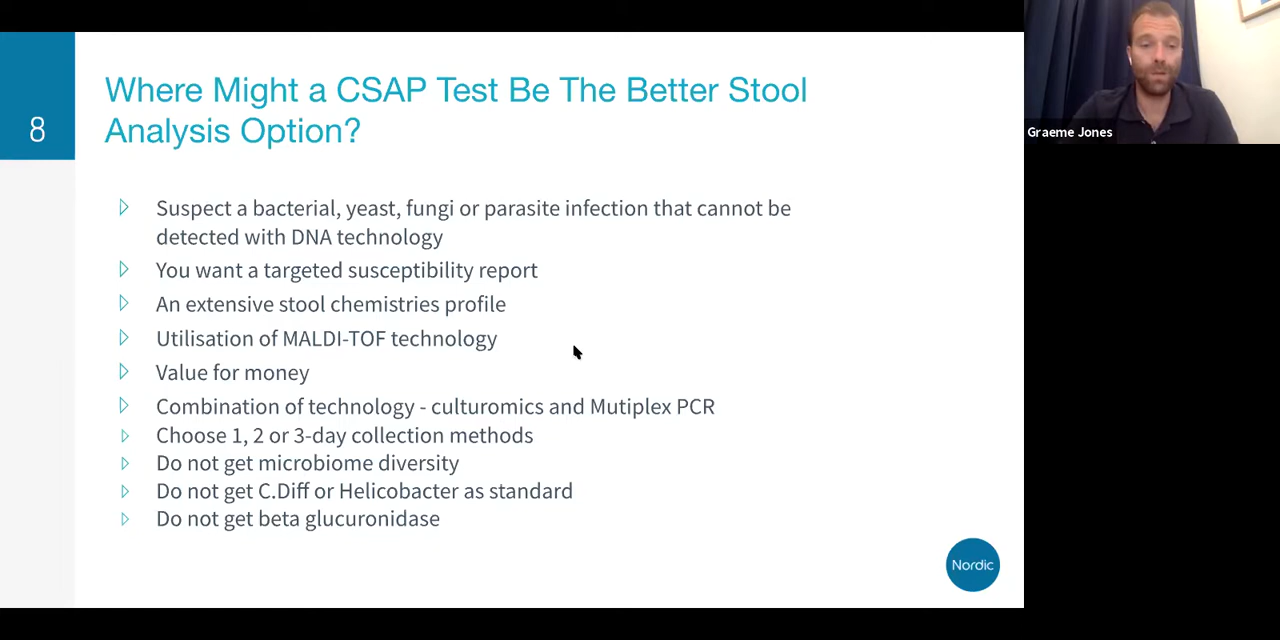 8
Where Might a CSAP Test Be The Better Stool
Analysis Option?
Suspect a bacterial, yeast, fungi or parasite infection that cannot be
detected with DNA technology
You want a targeted susceptibility report
An extensive stool chemistries profile
Utilisation of MALDI-TOF technology
Value for money
Combination of technology - culturomics and Mutiplex PCR
Choose 1, 2 or 3-day collection methods
Do not get microbiome diversity
Do not get C.Diff or Helicobacter as standard
Do not get beta glucuronidase
Nordic
Graeme Jones